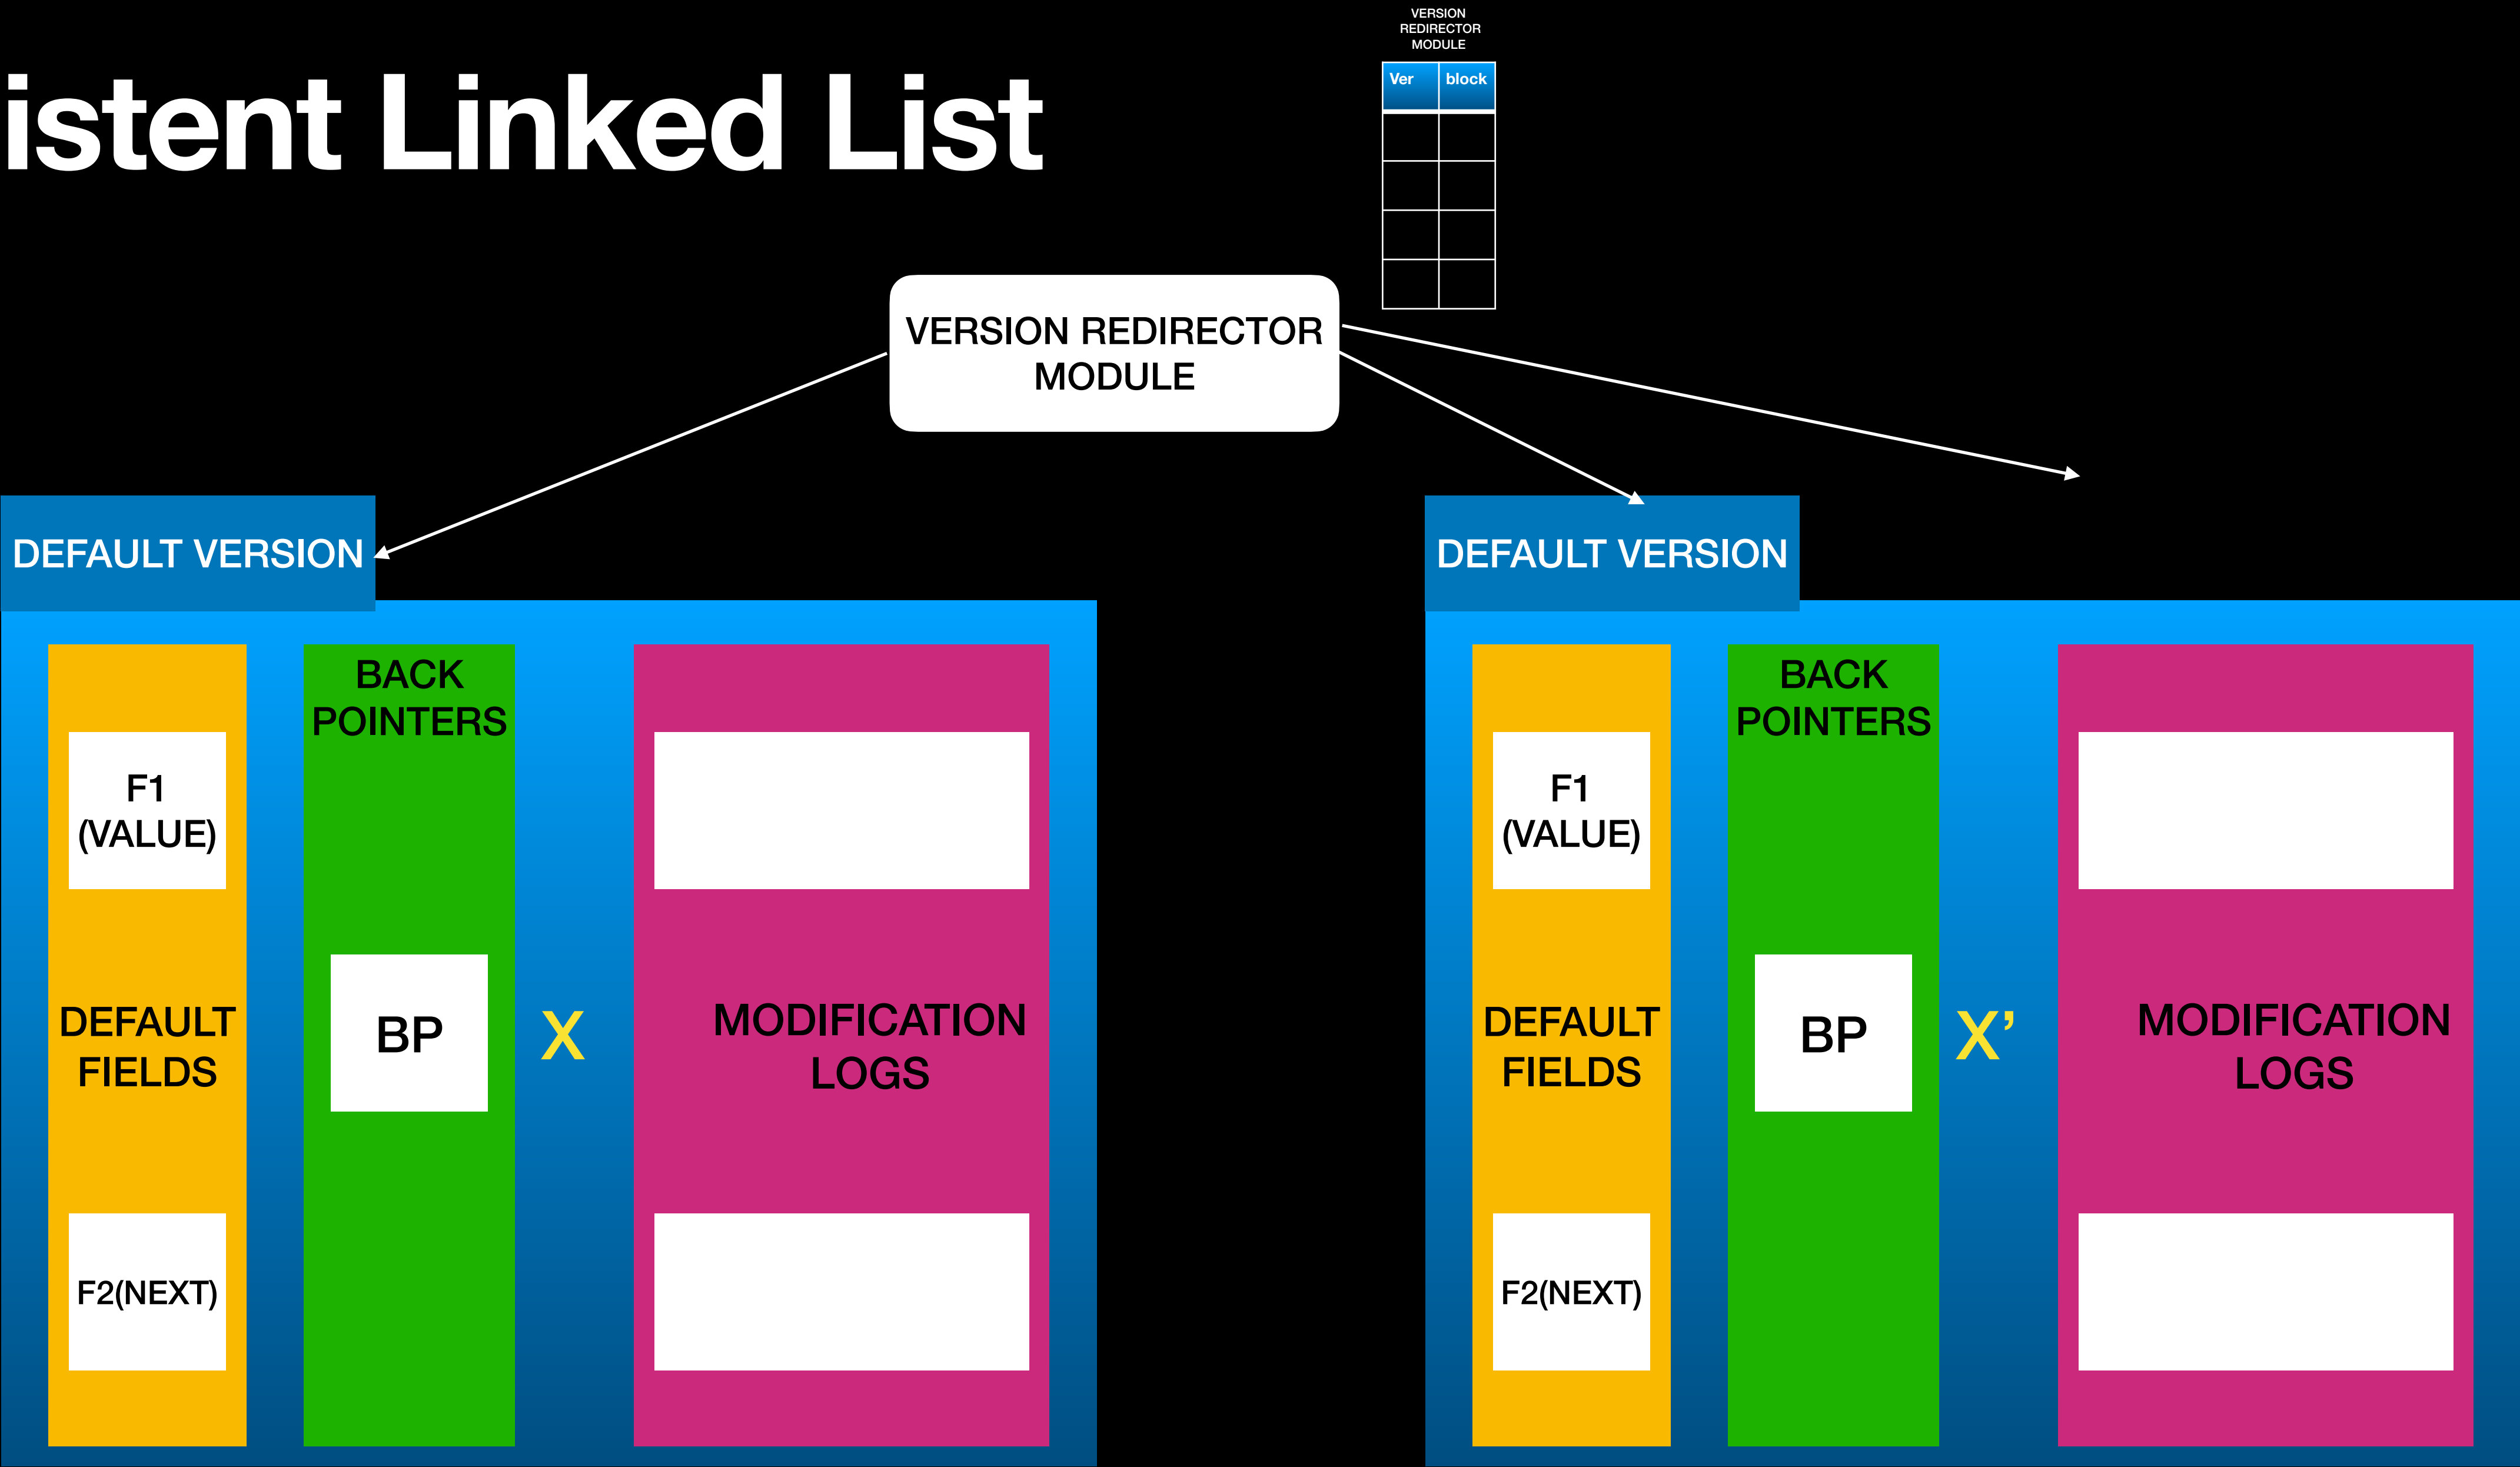 VERSION
REDIRECTOR
MODULE
istent Linked List
Ver block
VERSION REDIRECTOR
MODULE
DEFAULT VERSION
DEFAULT VERSION
BACK
POINTERS
F1
(VALUE)
DEFAULT
FIELDS
BP
X
MODIFICATION
LOGS
F2(NEXT)
BACK
POINTERS
F1
(VALUE)
DEFAULT
FIELDS
BP
X’
MODIFICATION
LOGS
F2(NEXT)